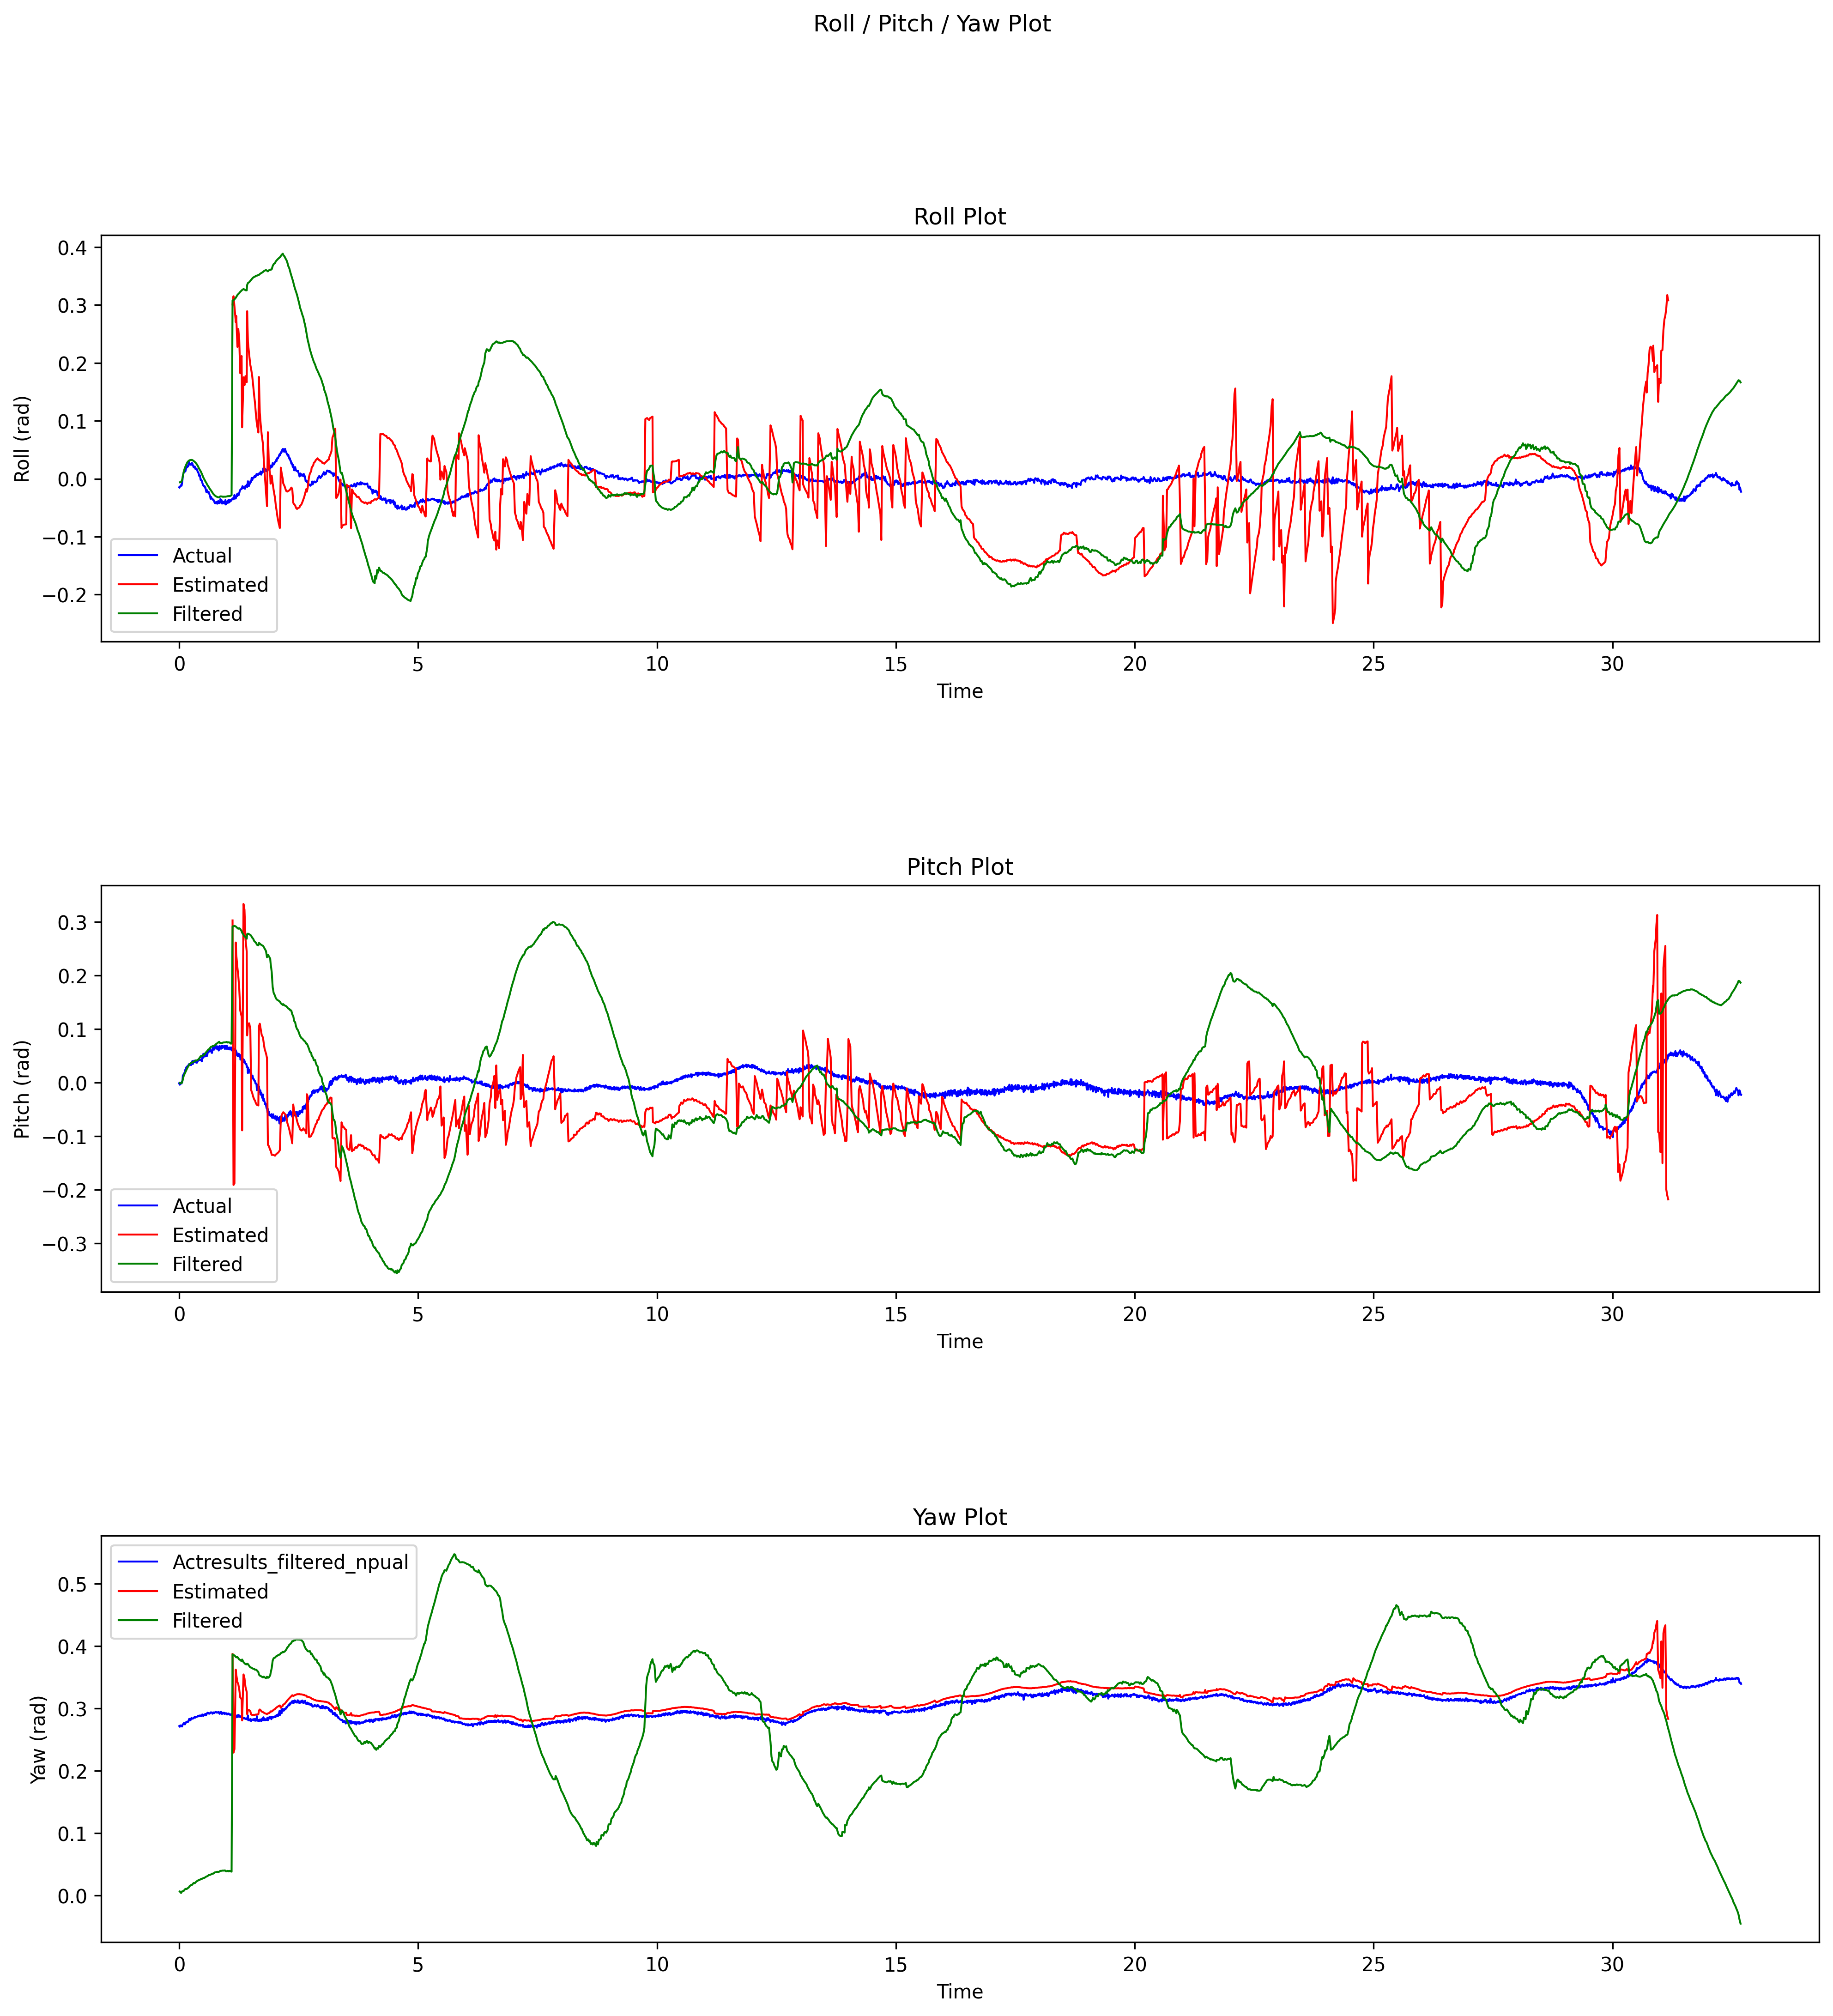 Roll / Pitch / Yaw Plot
Roll Plot
Roll (rad)
0.4
0.3
0.2
0.1
0.0
−0.1
−0.2
Actual
Estimated
Filtered
0 5 10 15 20 25 30
Time
Pitch Plot
Pitch (rad)
0.3
0.2
0.1
0.0
−0.1
−0.2
−0.3
Actual
Estimated
Filtered
0 5 10 15 20 25 30
Time
Yaw Plot
Yaw (rad)
0.5
0.4
0.3
0.2
0.1
0.0
Actresults_filtered_npual
Estimated
Filtered
0 5 10 15 20 25 30
Time